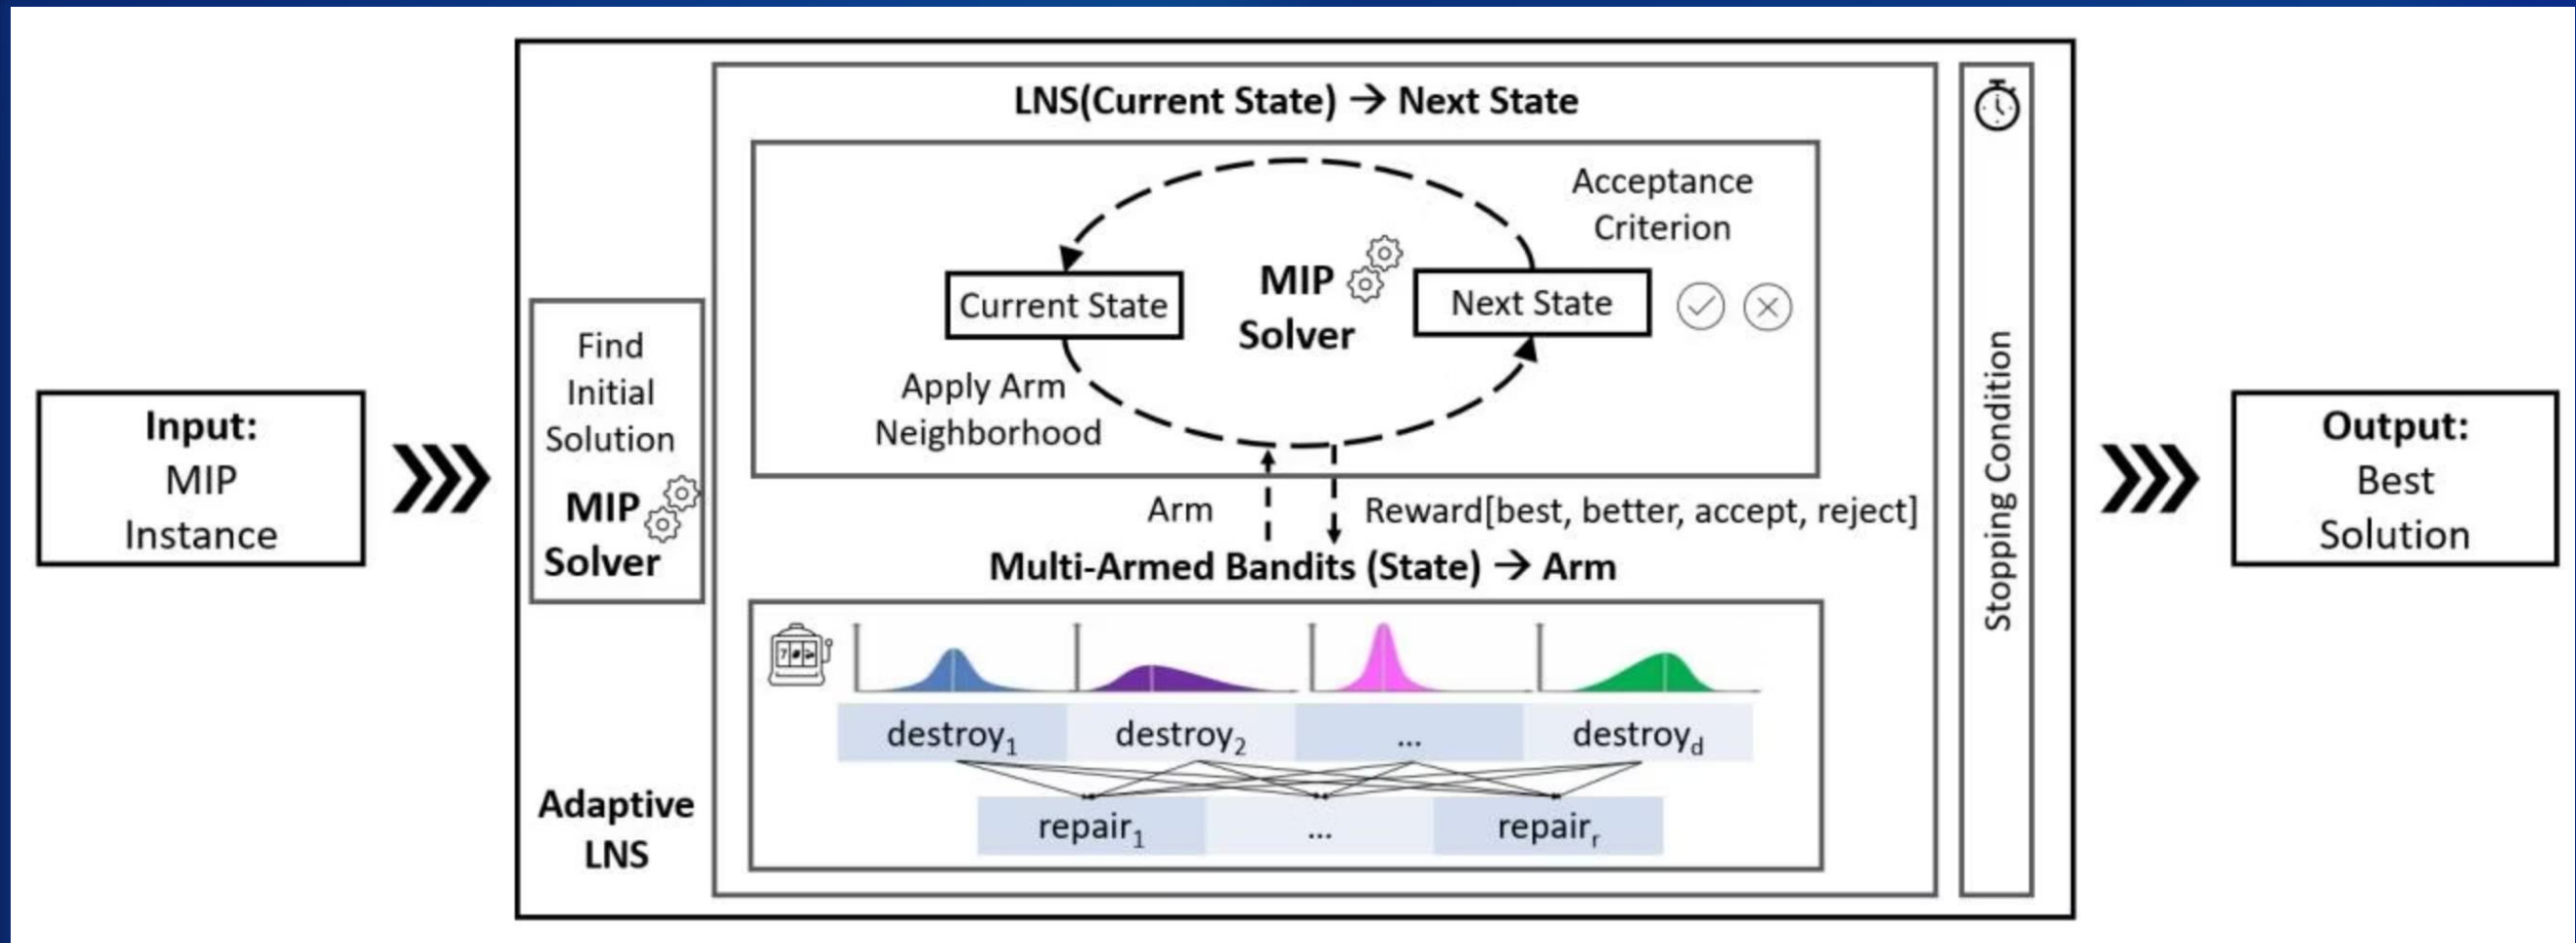 Input:
MIP
Instance
Find
Initial
Solution
MIP
Solver
Adaptive
LNS
LNS(Current State) → Next State
Acceptance
Criterion
Current State
MIP
Solver
Next State
Apply Arm
Neighborhood
Arm
Reward[best, better, accept, reject]
Multi-Armed Bandits (State) → Arm
destroy₁ destroy₂ ... destroy_d
repair₁ ... repairᵣ
Stopping Condition
Output:
Best
Solution